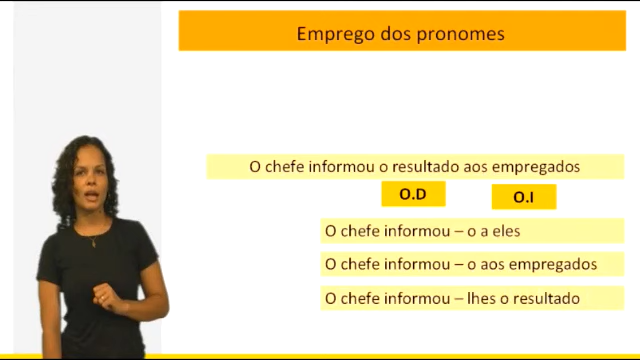 Emprego dos pronomes
O chefe informou o resultado aos empregados
O.D O.I
O chefe informou – o a eles
O chefe informou – o aos empregados
O chefe informou – lhes o resultado